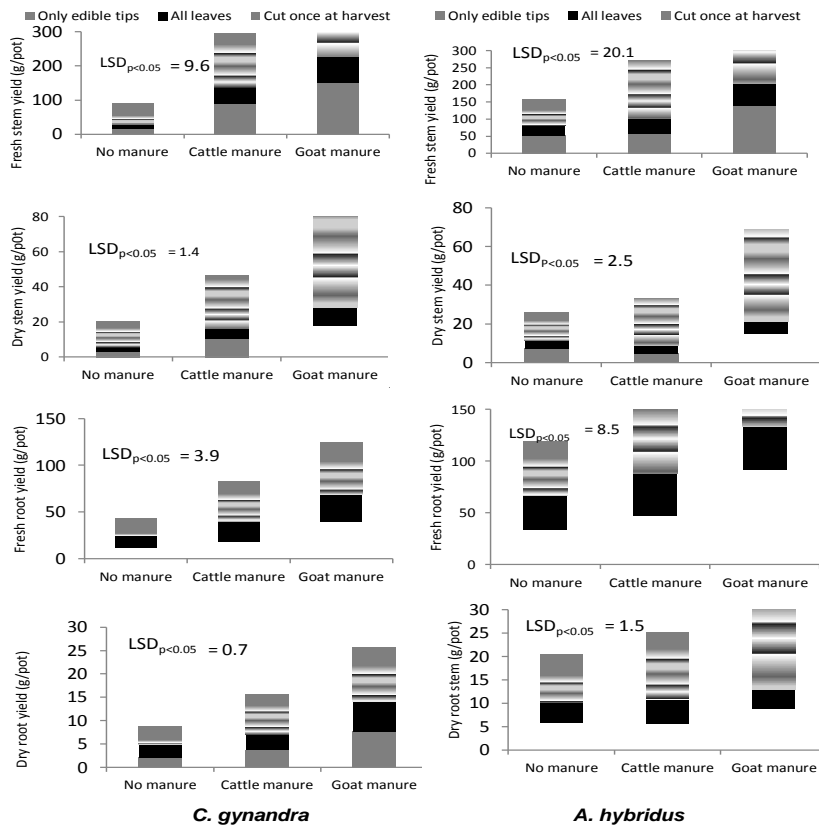 Only edible tips All leaves Cut once at harvest
Fresh stem yield (g/pot)
300
200
100
0
LSDp<0.05 = 9.6
No manure Cattle manure Goat manure
Only edible tips All leaves Cut once at harvest
Fresh stem yield (g/pot)
300
250
200
150
100
50
0
LSDp<0.05 = 20.1
No manure Cattle manure Goat manure
Dry stem yield (g/p0t)
80
60
40
20
0
LSDp<0.05 = 1.4
No manure Cattle manure Goat manure
Dry stem yield (g/pot)
80
60
40
20
0
LSDP<0.05 = 2.5
No manure Cattle manure Goat manure
Fresh root yield (g/pot)
150
100
50
0
LSDp<0.05 = 3.9
No manure Cattle manure Goat manure
Fresh root yield (g/pot)
150
100
50
0
LSDp<0.05 = 8.5
No manure Cattle manure Goat manure
Dry root yield (g/pot)
30
25
20
15
10
5
0
LSDp<0.05 = 0.7
No manure Cattle manure Goat manure
C. gynandra
Dry root stem (g/pot)
30
25
20
15
10
5
0
LSDp<0.05 = 1.5
No manure Cattle manure Goat manure
A. hybridus